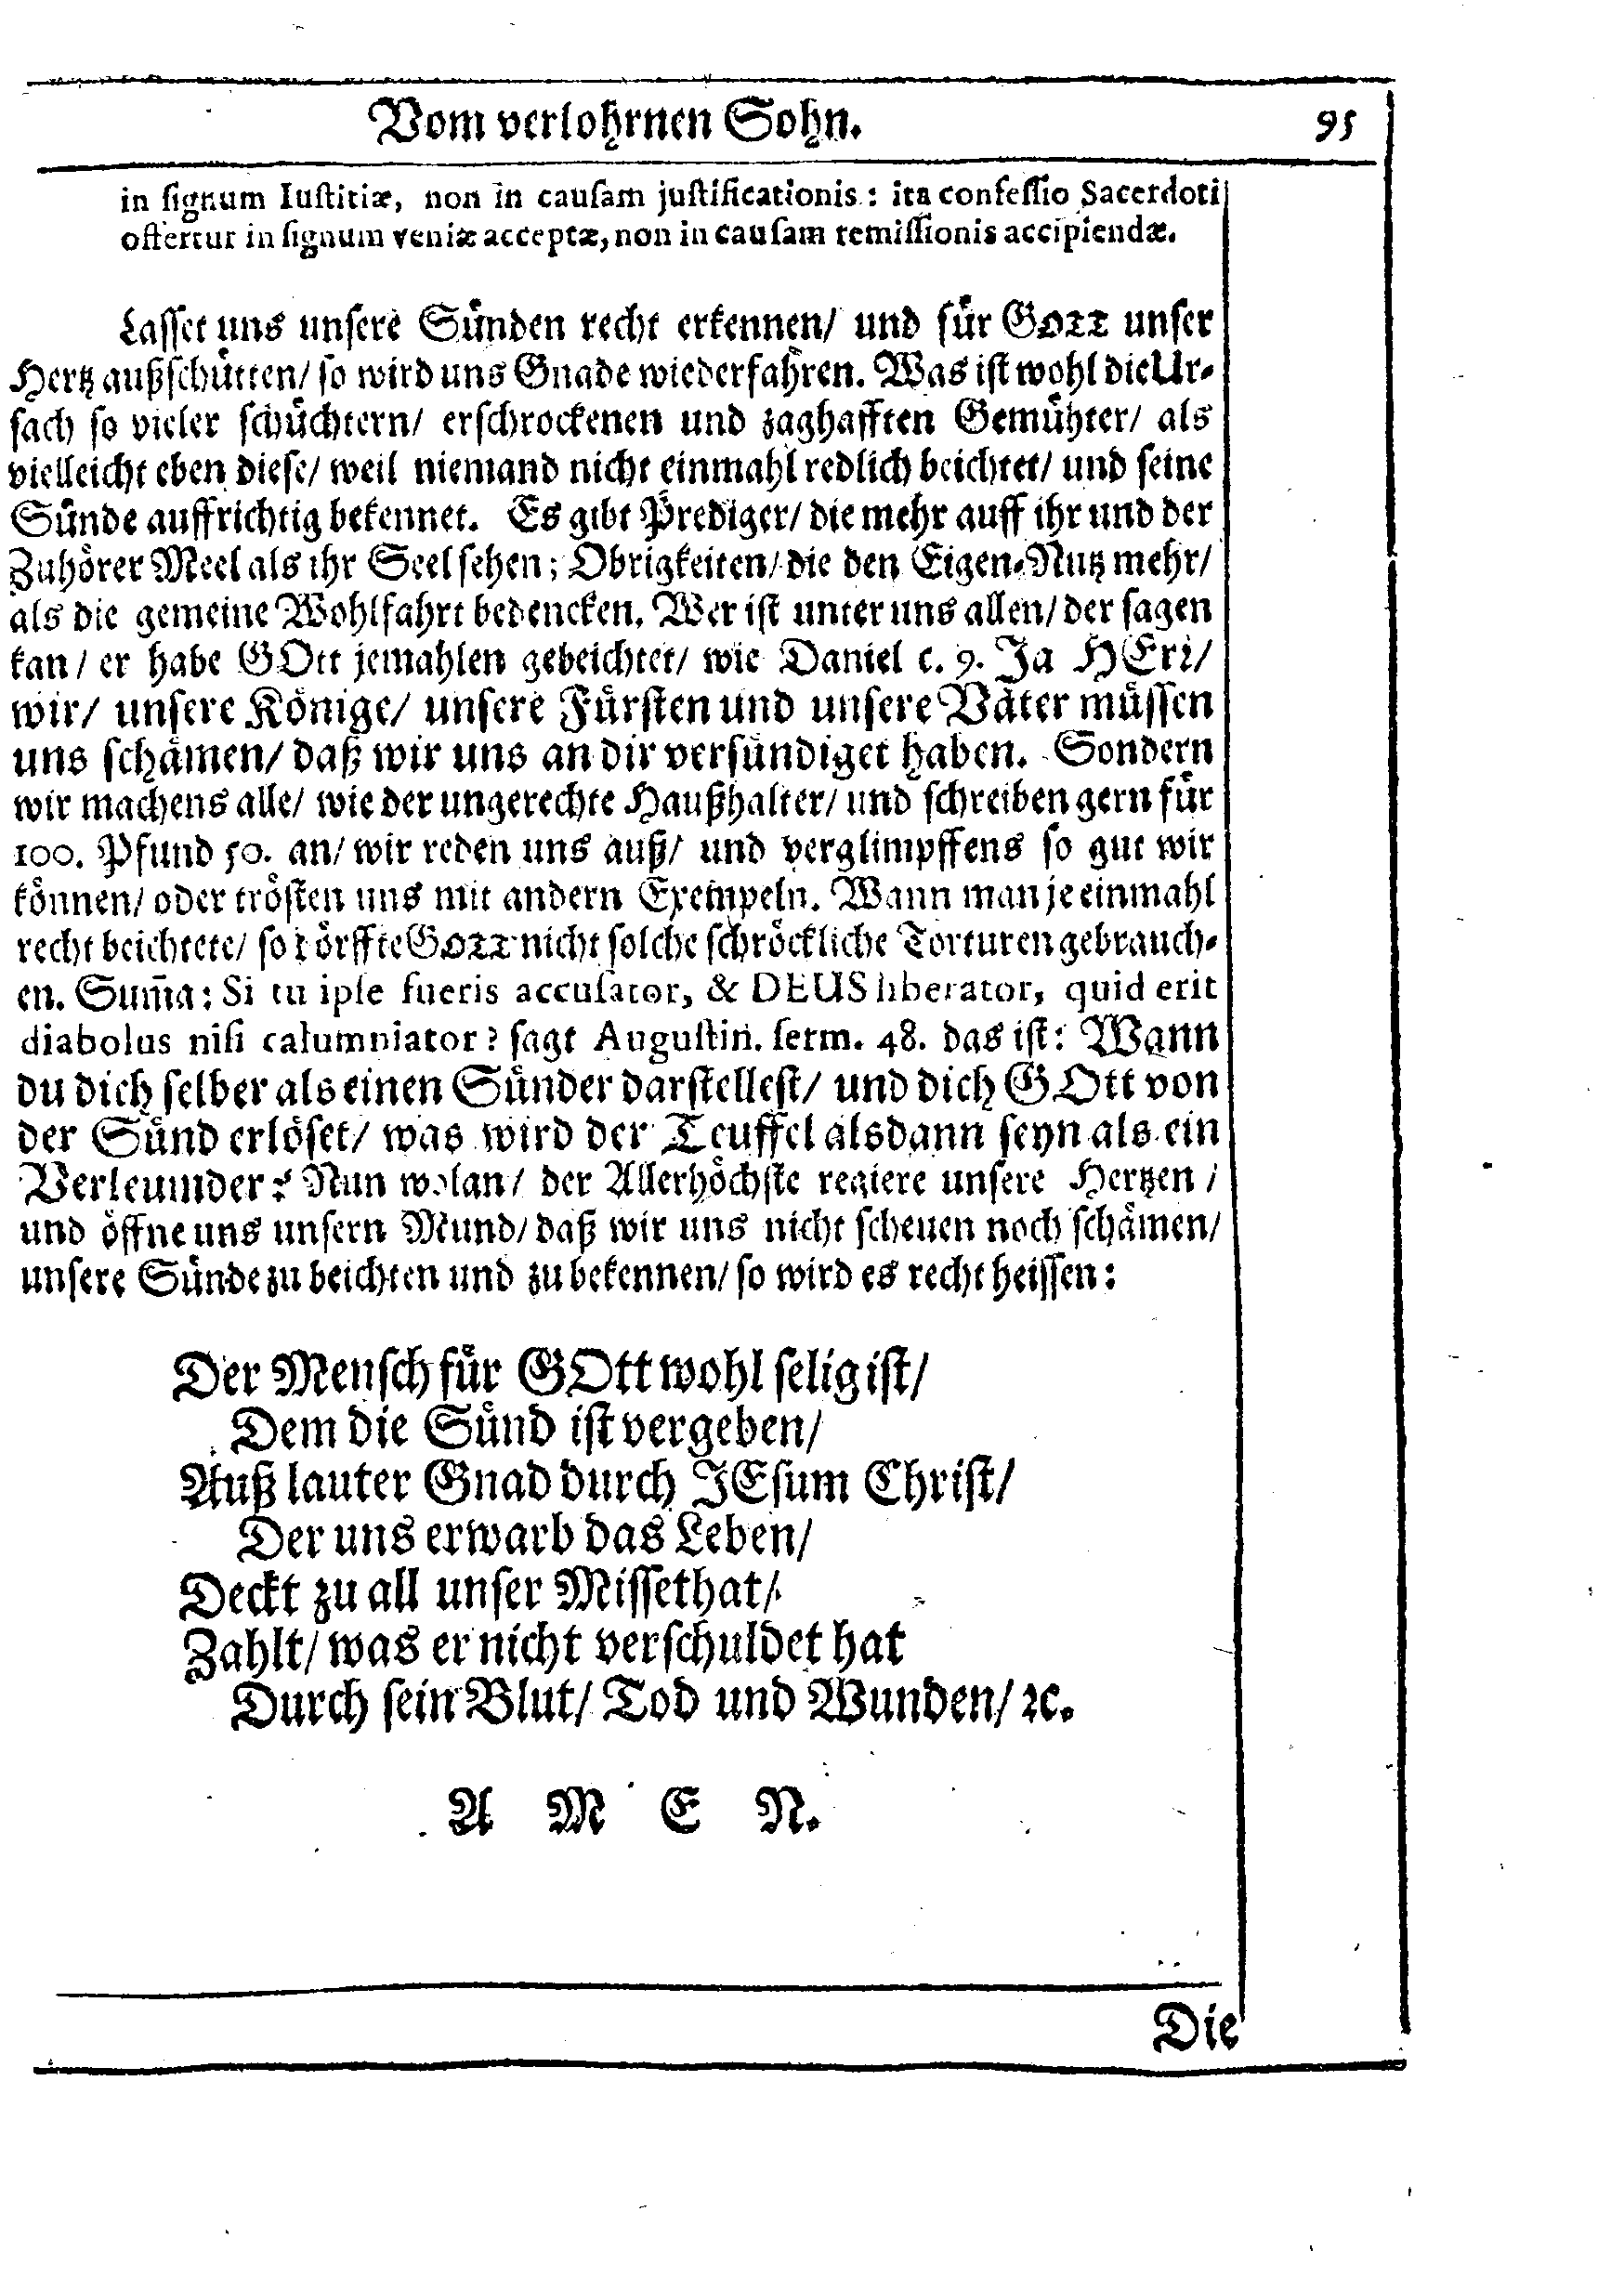 Vom verlohrnen Sohn. 95
in signum Iustitiæ, non in causam justificationis: ita confessio Sacerdoti
offertur in signum veniæ acceptæ, non in causam remissionis accipiendæ.
Lasset uns unsere Sünden recht erkennen/ und für GOTT unser
Hertz außschütten/ so wird uns Gnade wiederfahren. Was ist wohl die Ur-
sach so vieler schüchtern/ erschrockenen und zaghafften Gemühter/ als
vielleicht eben diese/ weil niemand nicht einmahl redlich beichtet/ und seine
Sünde auffrichtig bekennet. Es gibt Prediger/ die mehr auff ihr und der
Zuhörer Meel als ihr Seel sehen; Obrigkeiten/ die den Eigen-Nutz mehr/
als die gemeine Wohlfahrt bedencken. Wer ist unter uns allen/ der sagen
kan/ er habe GOtt jemahlen gebeichtet/ wie Daniel c. 9. Ja HErr/
wir/ unsere Könige/ unsere Fürsten und unsere Väter müssen
uns schämen/ daß wir uns an dir versündiget haben. Sondern
wir machens alle/ wie der ungerechte Haußhalter/ und schreiben gern für
100. Pfund 50. an/ wir reden uns auß/ und verglimpffens so gut wir
können/ oder trösten uns mit andern Exempeln. Wann man je einmahl
recht beichtete/ so dörffte GOTT nicht solche schröckliche Torturen gebrauch-
en. Sum̃a: Si tu ipse fueris accusator, & DEUS liberator, quid erit
diabolus nisi calumniator? sagt Augustin. serm. 48. das ist: Wann
du dich selber als einen Sünder darstellest/ und dich GOtt von
der Sünd erlöset/ was wird der Teuffel alsdann seyn als ein
Verleumder? Nun wolan/ der Allerhöchste regiere unsere Hertzen/
und öffne uns unsern Mund/ daß wir uns nicht scheuen noch schämen/
unsere Sünde zu beichten und zu bekennen/ so wird es recht heissen:
Der Mensch für GOtt wohl selig ist/
Dem die Sünd ist vergeben/
Auß lauter Gnad durch JEsum Christ/
Der uns erwarb das Leben/
Deckt zu all unser Missethat/
Zahlt/ was er nicht verschuldet hat
Durch sein Blut/ Tod und Wunden/ ꝛc.
A M E N.
Die